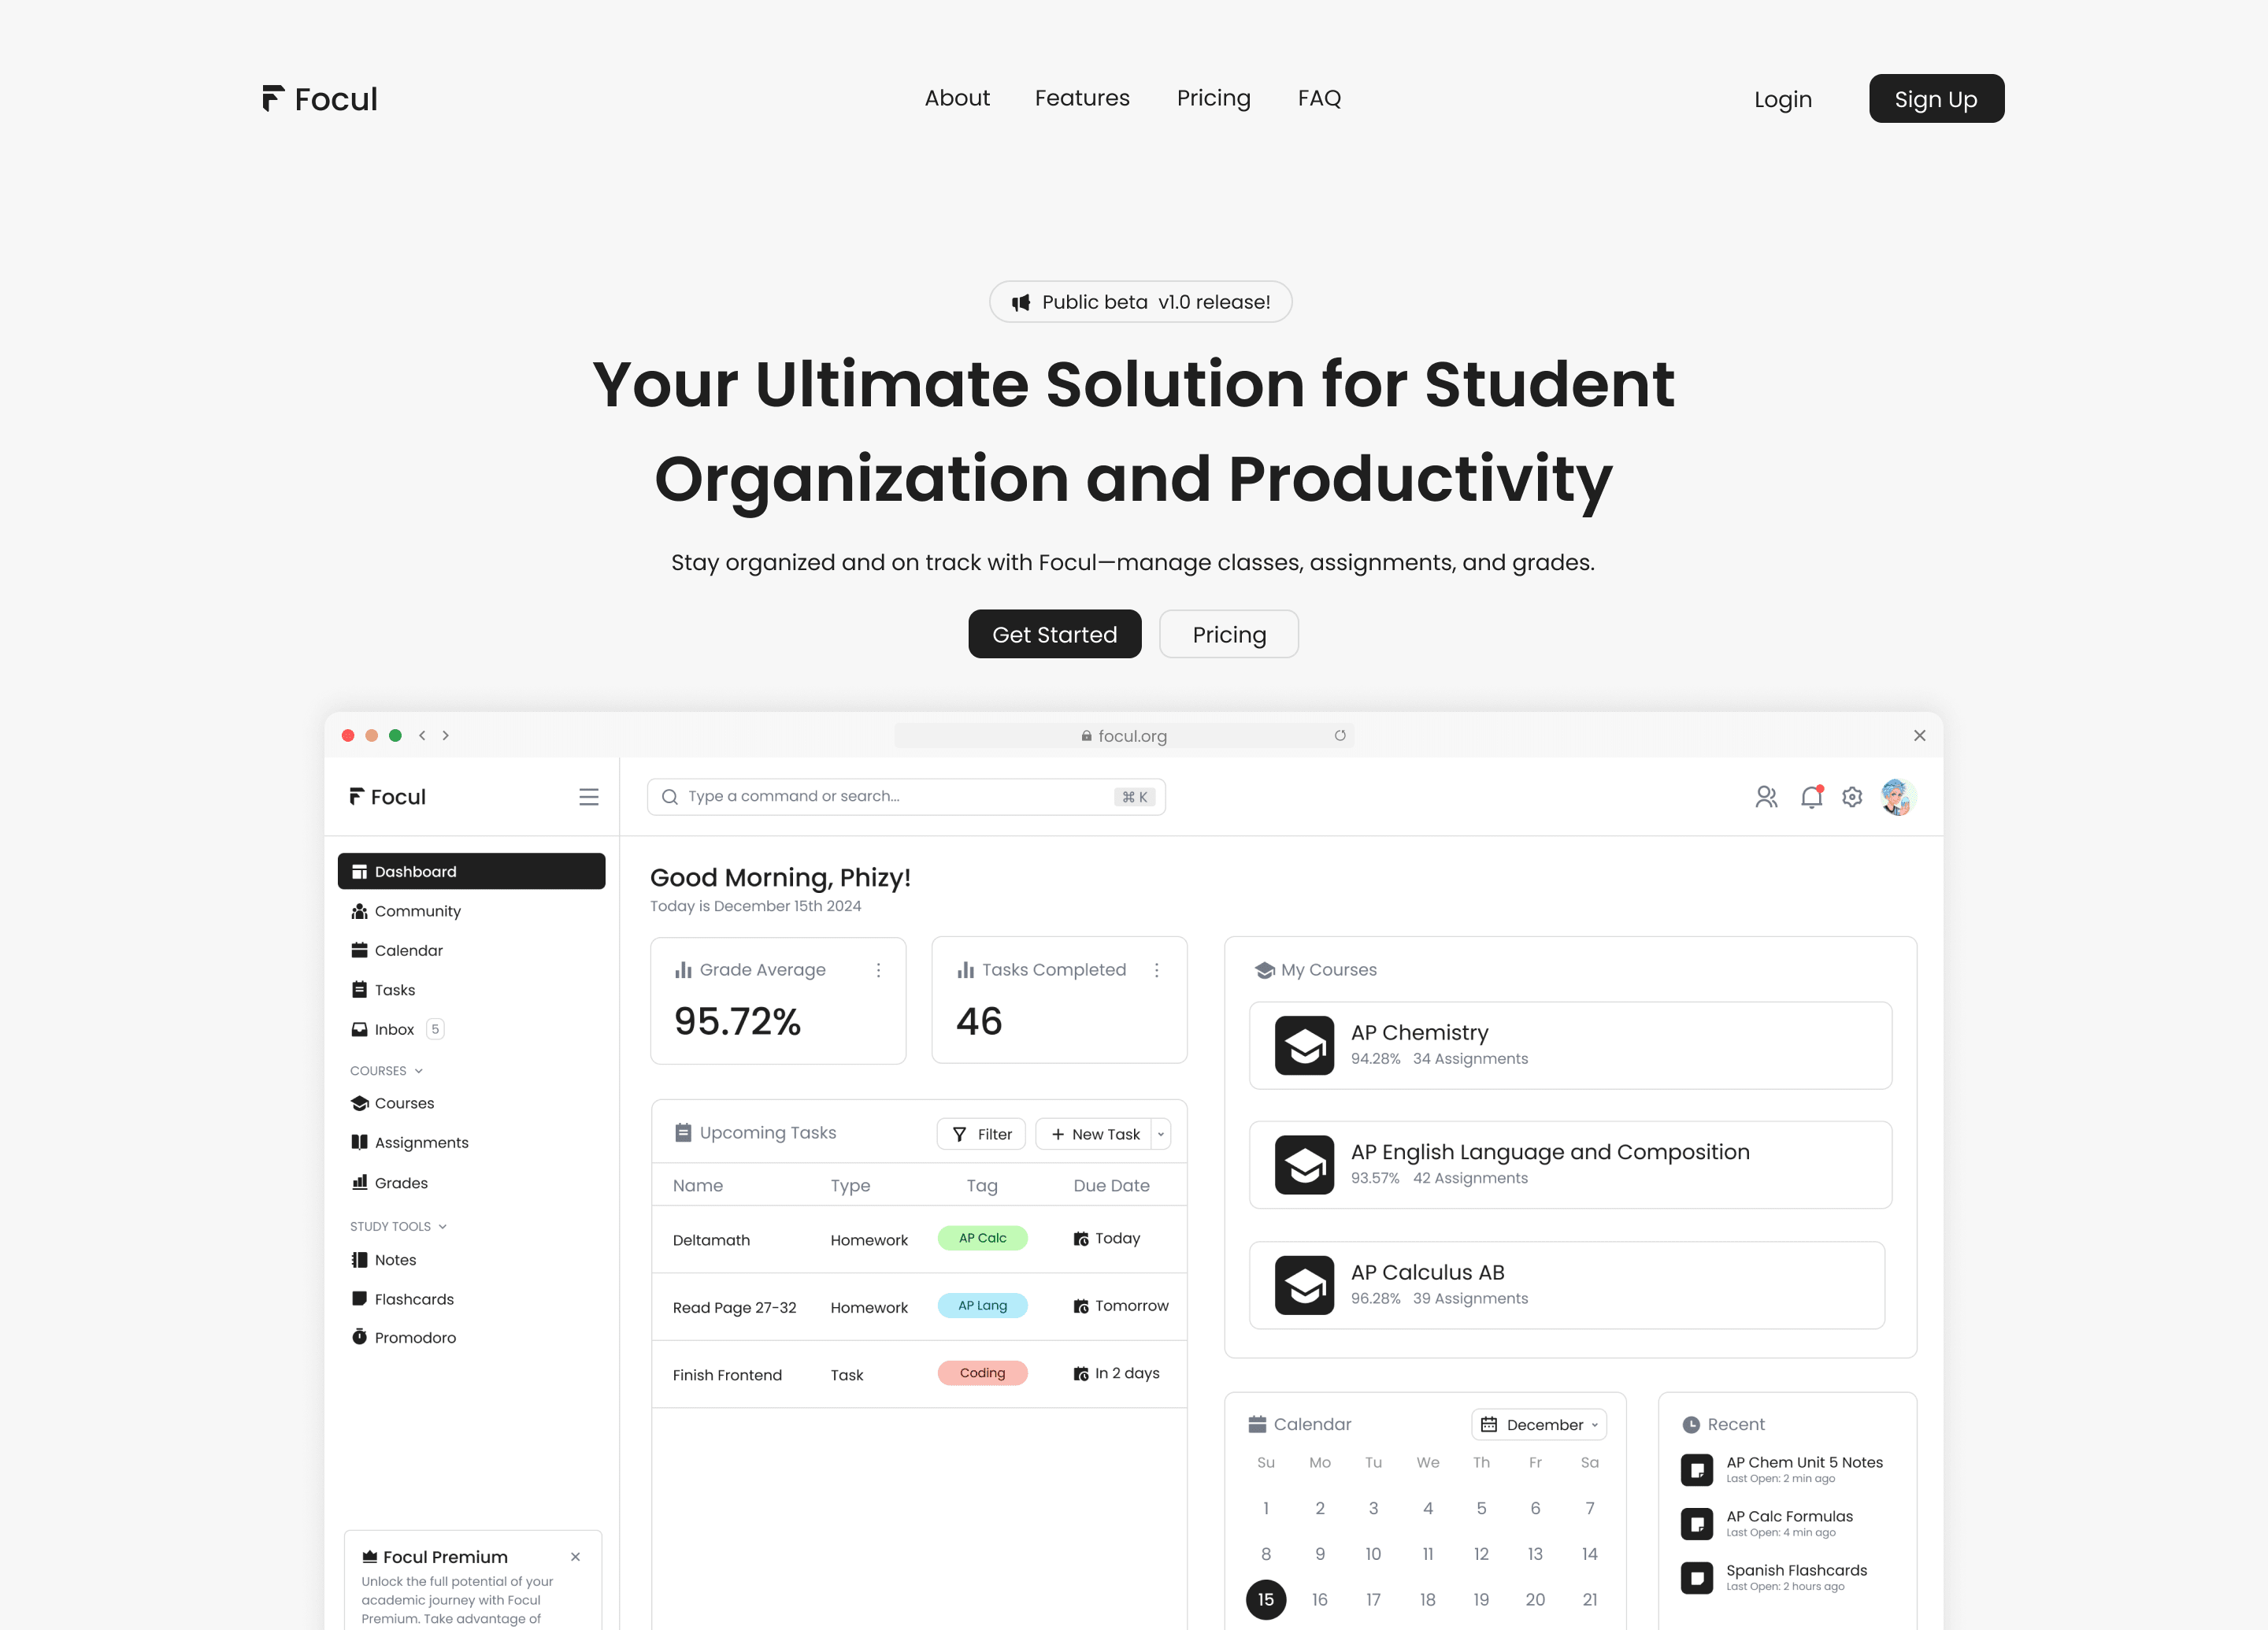 Focul
About Features Pricing FAQ
Login
Sign Up
Public beta v1.0 release!
Your Ultimate Solution for Student
Organization and Productivity
Stay organized and on track with Focul—manage classes, assignments, and grades.
Get Started
Pricing
focul.org
Focul
Type a command or search...
⌘ K
Dashboard
Community
Calendar
Tasks
Inbox 5
COURSES
Courses
Assignments
Grades
STUDY TOOLS
Notes
Flashcards
Promodoro
Focul Premium
Unlock the full potential of your
academic journey with Focul
Premium. Take advantage of
Good Morning, Phizy!
Today is December 15th 2024
Grade Average
95.72%
Tasks Completed
46
Upcoming Tasks
Filter
New Task
Name Type Tag Due Date
Deltamath Homework AP Calc Today
Read Page 27-32 Homework AP Lang Tomorrow
Finish Frontend Task Coding In 2 days
My Courses
AP Chemistry
94.28% 34 Assignments
AP English Language and Composition
93.57% 42 Assignments
AP Calculus AB
96.28% 39 Assignments
Calendar
December
Su Mo Tu We Th Fr Sa
1 2 3 4 5 6 7
8 9 10 11 12 13 14
15 16 17 18 19 20 21
Recent
AP Chem Unit 5 Notes
Last Open: 2 min ago
AP Calc Formulas
Last Open: 4 min ago
Spanish Flashcards
Last Open: 2 hours ago